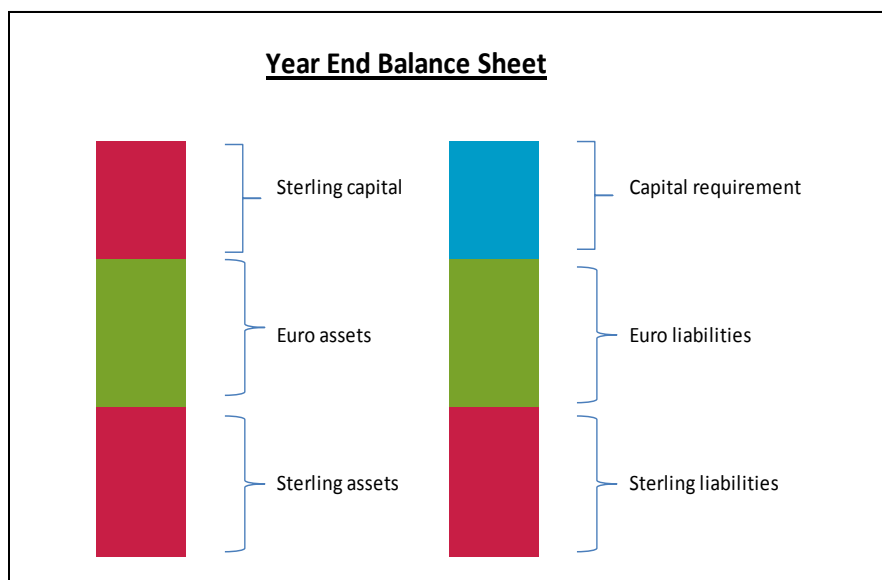 Year End Balance Sheet
Sterling capital
Capital requirement
Euro assets
Euro liabilities
Sterling assets
Sterling liabilities